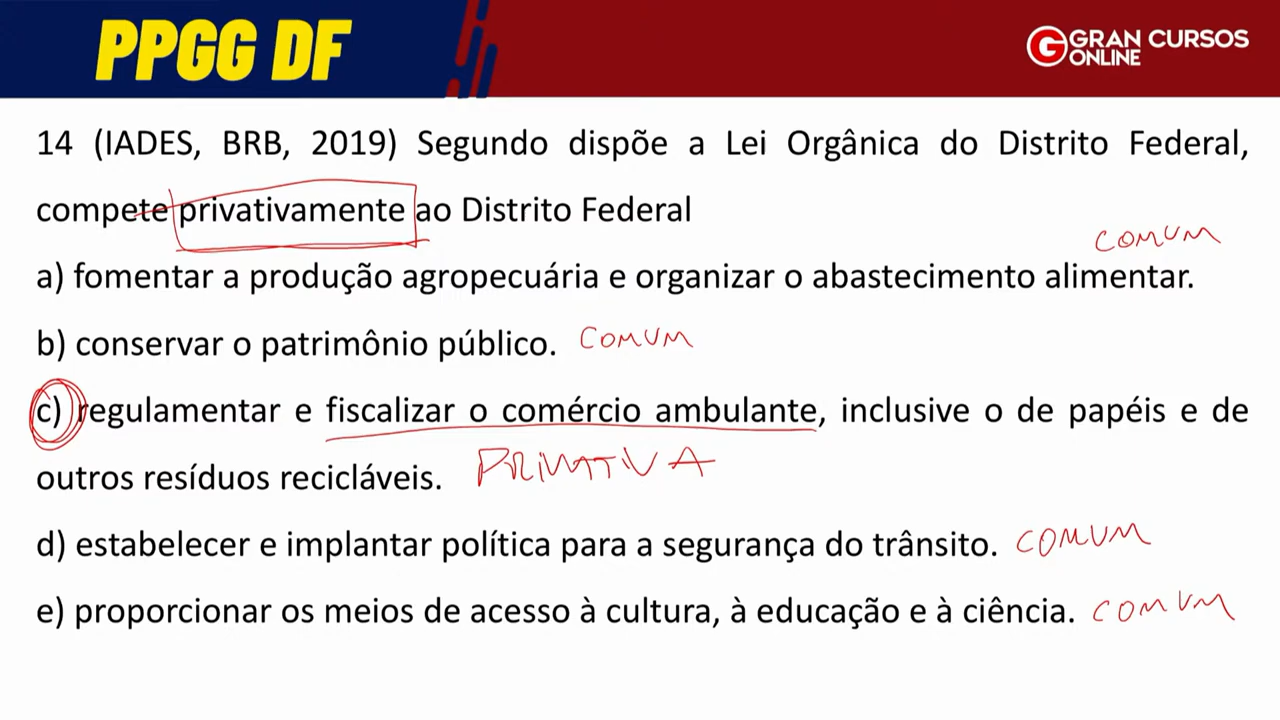 PPGG DF
GRAN CURSOS
ONLINE
14 (IADES, BRB, 2019) Segundo dispõe a Lei Orgânica do Distrito Federal,
compete privativamente ao Distrito Federal
COMUM
a) fomentar a produção agropecuária e organizar o abastecimento alimentar.
b) conservar o patrimônio público. COMUM
c) regulamentar e fiscalizar o comércio ambulante, inclusive o de papéis e de
outros resíduos recicláveis. PRIVATIVA
d) estabelecer e implantar política para a segurança do trânsito. COMUM
e) proporcionar os meios de acesso à cultura, à educação e à ciência. COMUM